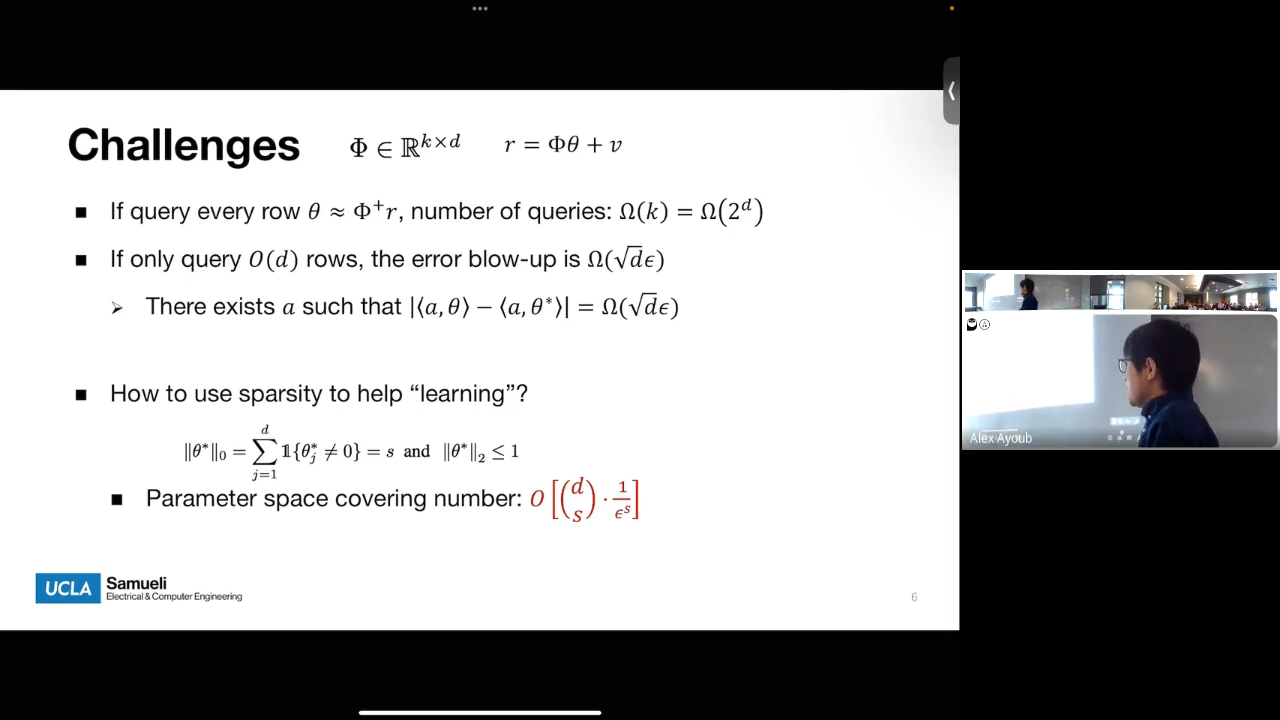 Challenges Φ ∈ ℝ^{k×d} r = Φθ + v
■ If query every row θ ≈ Φ⁺r, number of queries: Ω(k) = Ω(2^d)
■ If only query O(d) rows, the error blow-up is Ω(√dϵ)
➢ There exists a such that |⟨a, θ⟩ − ⟨a, θ*⟩| = Ω(√dϵ)
■ How to use sparsity to help “learning”?
‖θ*‖₀ = ∑_{j=1}^{d} 𝟙{θ*_j ≠ 0} = s and ‖θ*‖₂ ≤ 1
■ Parameter space covering number: O[(d s) · 1/ϵ^s]
UCLA Samueli
Electrical & Computer Engineering
6
Alex Ayoub